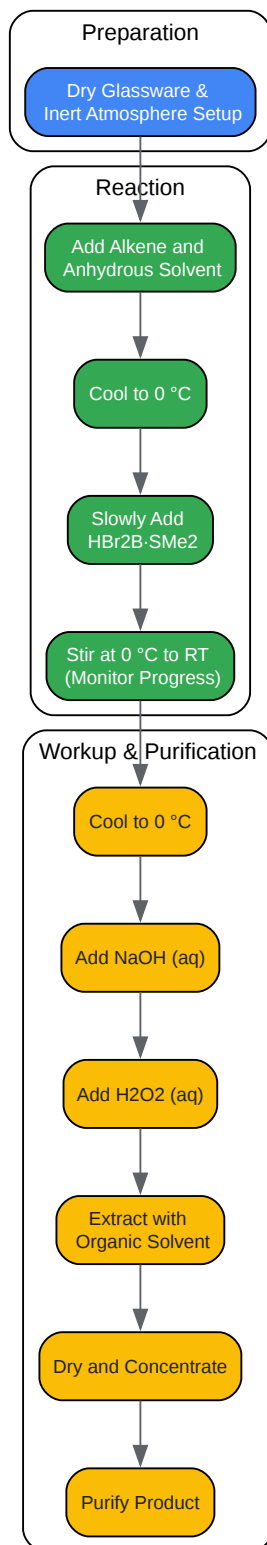 Preparation
Dry Glassware &
Inert Atmosphere Setup
Reaction
Add Alkene and
Anhydrous Solvent
Cool to 0 °C
Slowly Add
HBr2B·SMe2
Stir at 0 °C to RT
(Monitor Progress)
Workup & Purification
Cool to 0 °C
Add NaOH (aq)
Add H2O2 (aq)
Extract with
Organic Solvent
Dry and Concentrate
Purify Product